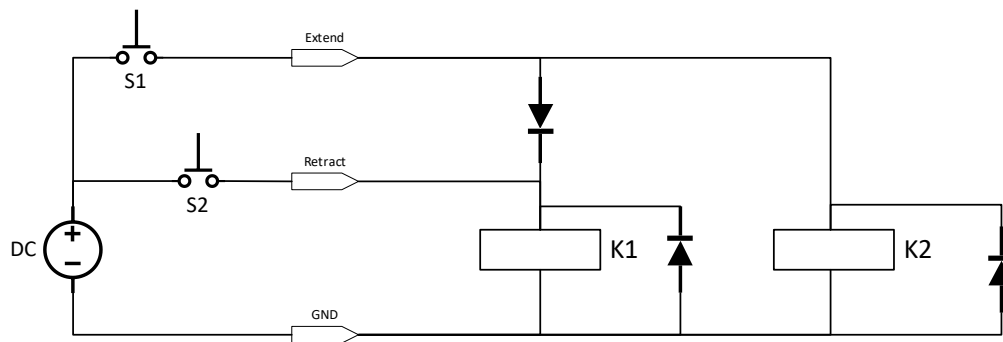 Extend
S1
Retract
S2
DC
K1
K2
GND